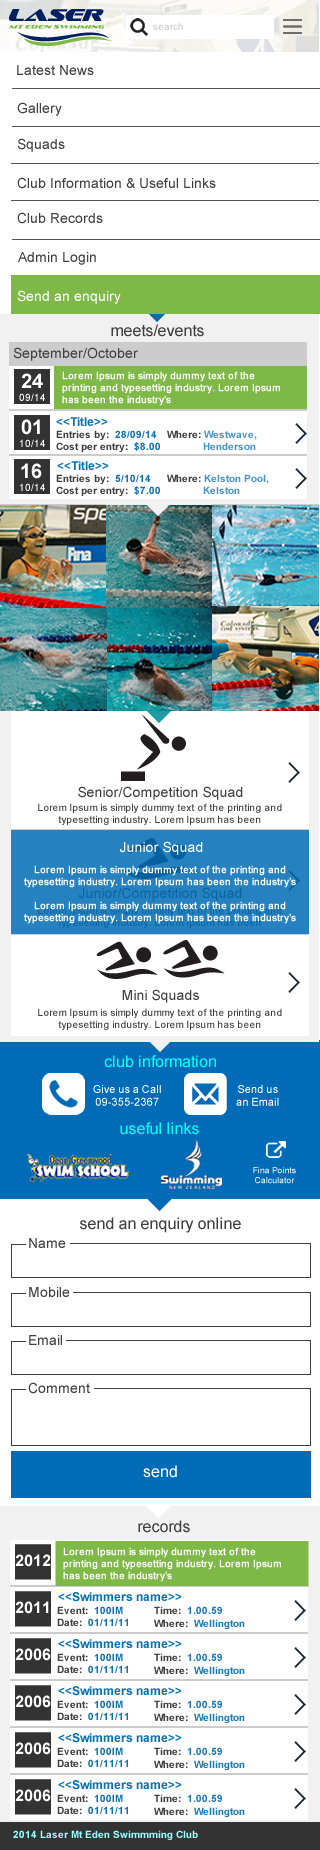 LASER
MT EDEN SWIMMING
search
Latest News
Gallery
Squads
Club Information & Useful Links
Club Records
Admin Login
Send an enquiry
meets/events
September/October
24
09/14
Lorem Ipsum is simply dummy text of the
printing and typesetting industry. Lorem Ipsum
has been the industry's
01
10/14
<<Title>>
Entries by: 28/09/14 Where: Westwave,
Cost per entry: $8.00 Henderson
16
10/14
<<Title>>
Entries by: 5/10/14 Where: Kelston Pool,
Cost per entry: $7.00 Kelston
spe
Fina
Colorado
TIME SYSTEMS
Senior/Competition Squad
Lorem Ipsum is simply dummy text of the printing and
typesetting industry. Lorem Ipsum has been
Junior Squad
Lorem Ipsum is simply dummy text of the printing and
typesetting industry. Lorem Ipsum has been the industry's
Junior/Competition Squad
Lorem Ipsum is simply dummy text of the printing and
typesetting industry. Lorem Ipsum has been the industry's
Mini Squads
Lorem Ipsum is simply dummy text of the printing and
typesetting industry. Lorem Ipsum has been
club information
Give us a Call
09-355-2367
Send us
an Email
useful links
Dean Greenwood
SWIM SCHOOL
Swimming
NEW ZEALAND
Fina Points
Calculator
send an enquiry online
Name
Mobile
Email
Comment
send
records
2012
Lorem Ipsum is simply dummy text of the
printing and typesetting industry. Lorem Ipsum
has been the industry's
2011
<<Swimmers name>>
Event: 100IM Time: 1.00.59
Date: 01/11/11 Where: Wellington
2006
<<Swimmers name>>
Event: 100IM Time: 1.00.59
Date: 01/11/11 Where: Wellington
2006
<<Swimmers name>>
Event: 100IM Time: 1.00.59
Date: 01/11/11 Where: Wellington
2006
<<Swimmers name>>
Event: 100IM Time: 1.00.59
Date: 01/11/11 Where: Wellington
2006
<<Swimmers name>>
Event: 100IM Time: 1.00.59
Date: 01/11/11 Where: Wellington
2014 Laser Mt Eden Swimmming Club